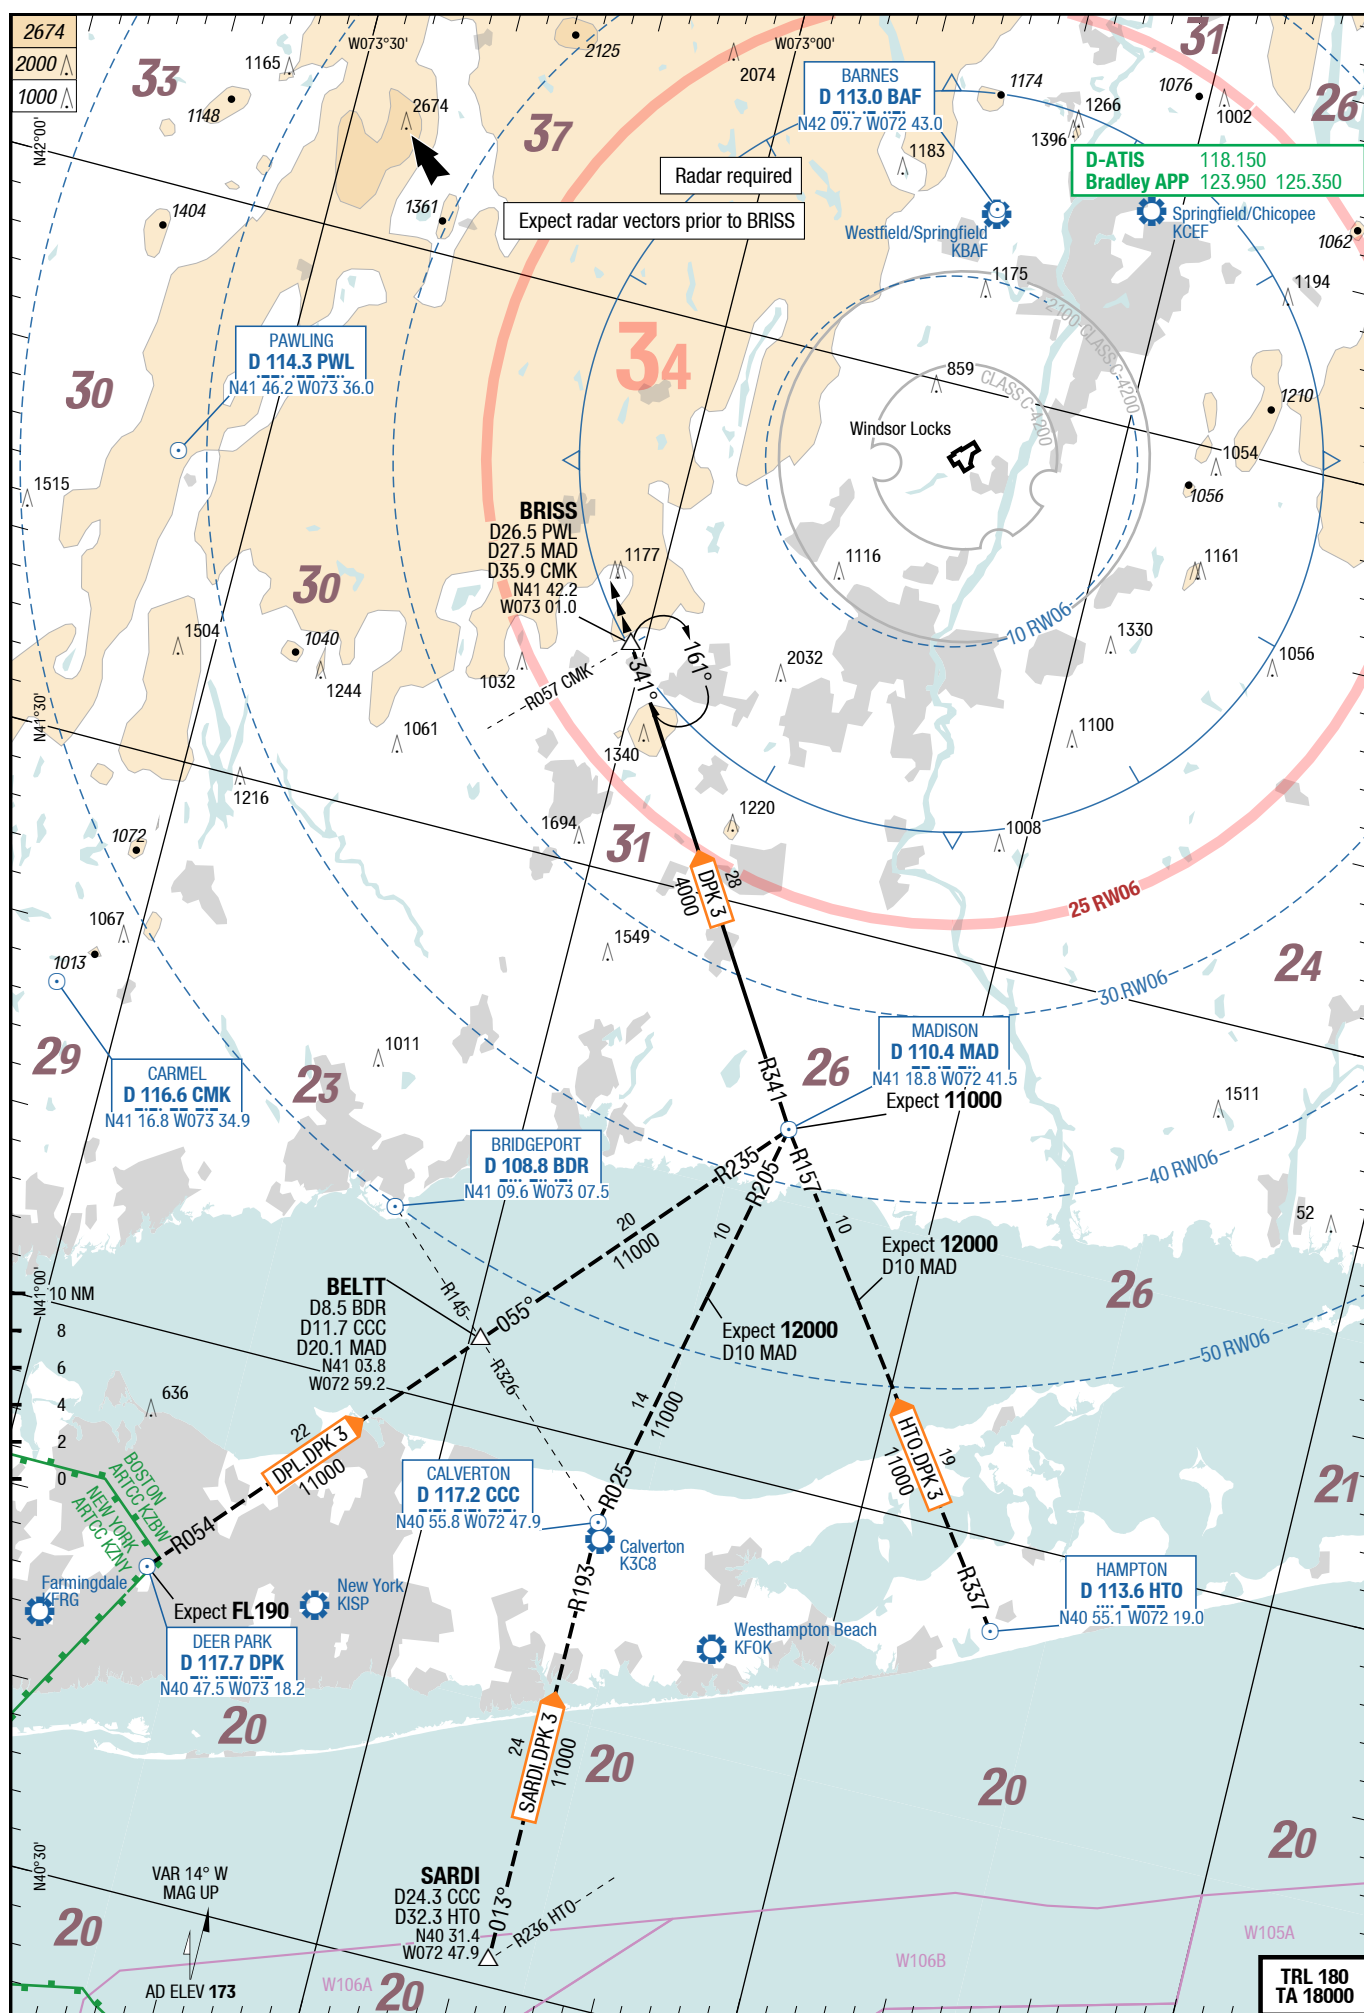 2674
2000
1000
33
1165
W073°30'
2125
2074
W073°00'
31
1148
2674
37
BARNES
D 113.0 BAF
N42 09.7 W072 43.0
1174
1076
1266
1396
1002
26
N42°00'
1183
D-ATIS 118.150
Bradley APP 123.950 125.350
Radar required
Expect radar vectors prior to BRISS
1404
1361
Westfield/Springfield
KBAF
Springfield/Chicopee
KCEF
1062
1175
1194
2100-CLASS C-4200
PAWLING
D 114.3 PWL
N41 46.2 W073 36.0
34
30
859
CLASS C-4200
1210
Windsor Locks
1054
1056
1515
BRISS
D26.5 PWL
D27.5 MAD
D35.9 CMK
N41 42.2
W073 01.0
1177
1116
1161
30
10 RW06
1504
1040
1244
1032
R057 CMK
341°
161°
2032
1330
1056
N41°30'
1061
1340
1100
1216
1220
1694
31
1008
1072
DPK 3
28
4000
25 RW06
1067
1013
1549
24
30 RW06
29
CARMEL
D 116.6 CMK
N41 16.8 W073 34.9
1011
23
R341
26
MADISON
D 110.4 MAD
N41 18.8 W072 41.5
Expect 11000
1511
BRIDGEPORT
D 108.8 BDR
N41 09.6 W073 07.5
R235
R205
R157
40 RW06
20
11000
10
10
52
Expect 12000
D10 MAD
N41°00'
10 NM
8
6
4
2
0
BELTT
D8.5 BDR
D11.7 CCC
D20.1 MAD
N41 03.8
W072 59.2
R145
055°
R326
26
Expect 12000
D10 MAD
50 RW06
636
14
11000
22
DPL.DPK 3
11000
HTO.DPK 3
19
11000
BOSTON
ARTCC KZBW
NEW YORK
ARTCC KZNY
R054
CALVERTON
D 117.2 CCC
N40 55.8 W072 47.9
R025
21
Calverton
K3C8
Farmingdale
KFRG
Expect FL190
New York
KISP
R193
R337
HAMPTON
D 113.6 HTO
N40 55.1 W072 19.0
DEER PARK
D 117.7 DPK
N40 47.5 W073 18.2
Westhampton Beach
KFOK
20
24
SARDI.DPK 3
11000
20
20
20
N40°30'
VAR 14° W
MAG UP
SARDI
D24.3 CCC
D32.3 HTO
N40 31.4
W072 47.9
013°
R236 HTO
20
W105A
W106B
W106A
AD ELEV 173
20
TRL 180
TA 18000